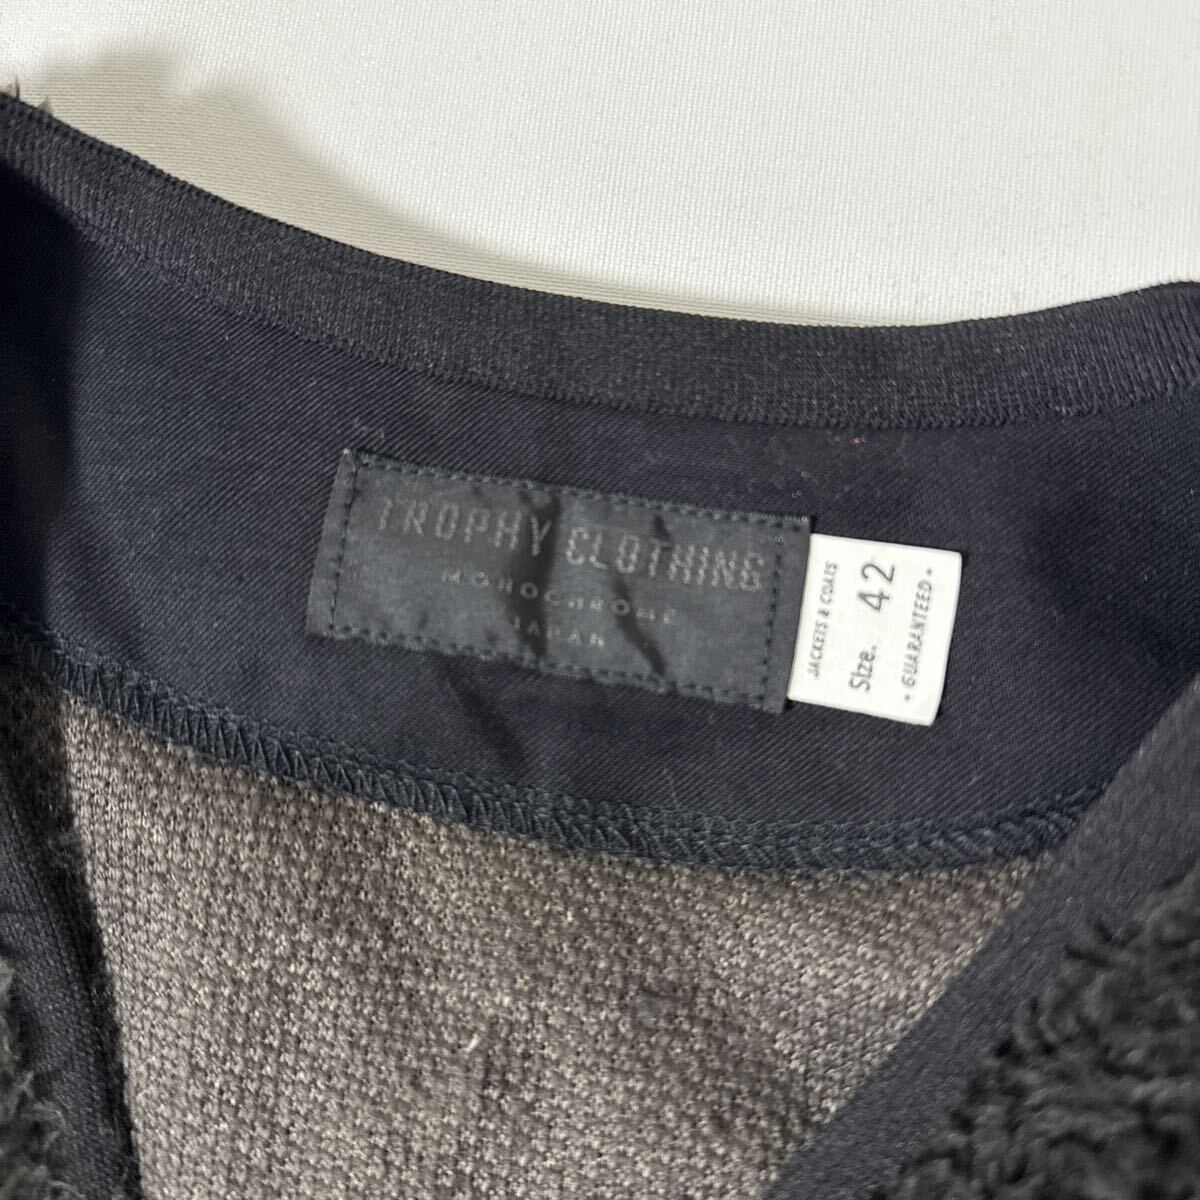 TROPHY CLOTHING
MONOCHROME
JAPAN
JACKETS & COATS
Size. 42
• GUARANTEED •